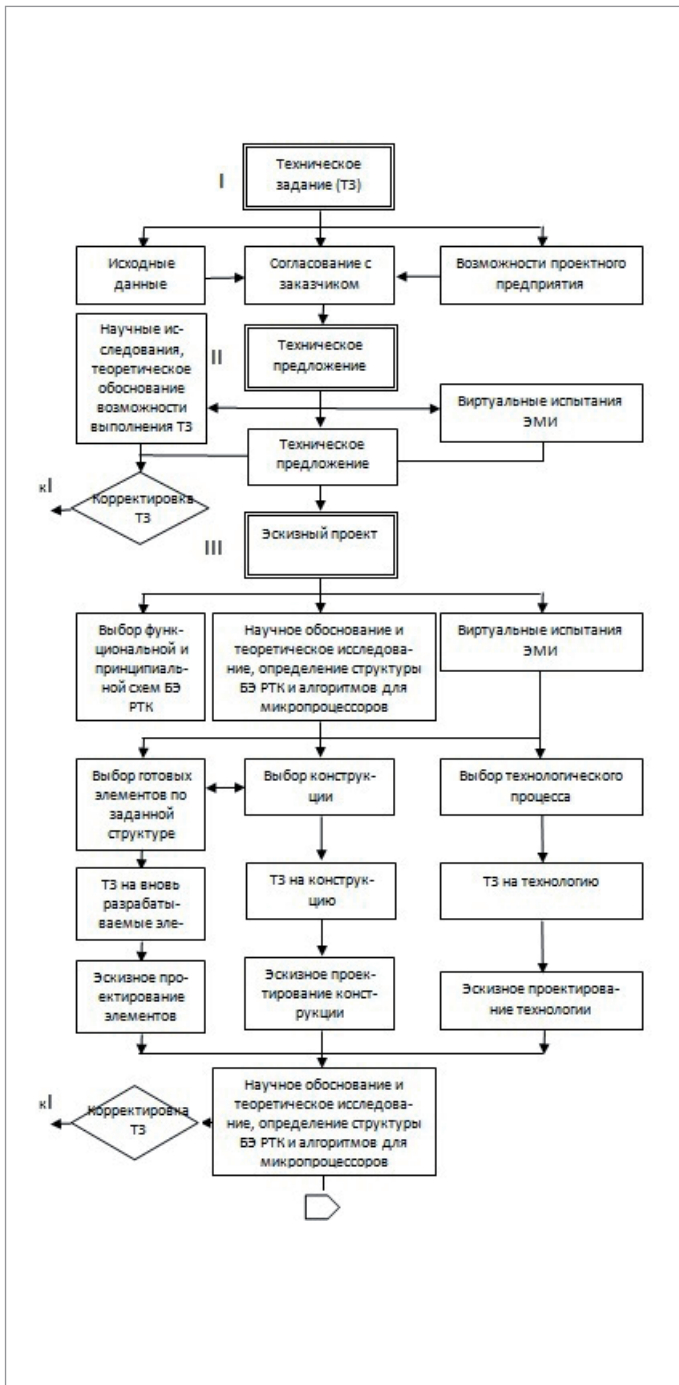 I
Техническое
задание (ТЗ)
Исходные
данные
Согласование с
заказчиком
Возможности проектного
предприятия
Научные ис-
следования,
теоретическое
обоснование
возможности
выполнения ТЗ
II
Техническое
предложение
Виртуальные испытания
ЭМИ
Техническое
предложение
кI
Корректировка
ТЗ
III
Эскизный проект
Выбор функ-
циональной и
принципиаль-
ной схем БЭ
РТК
Научное обоснование и
теоретическое исследова-
ние, определение структуры
БЭ РТК и алгоритмов для
микропроцессоров
Виртуальные испытания
ЭМИ
Выбор готовых
элементов по
заданной
структуре
Выбор конструк-
ции
Выбор технологического
процесса
ТЗ на вновь
разрабаты-
ваемые эле-
ТЗ на конструк-
цию
ТЗ на технологию
Эскизное про-
ектирование
элементов
Эскизное проек-
тирование конст-
рукции
Эскизное проектирова-
ние технологии
кI
Корректировка
ТЗ
Научное обоснование и
теоретическое исследова-
ние, определение структуры
БЭ РТК и алгоритмов для
микропроцессоров